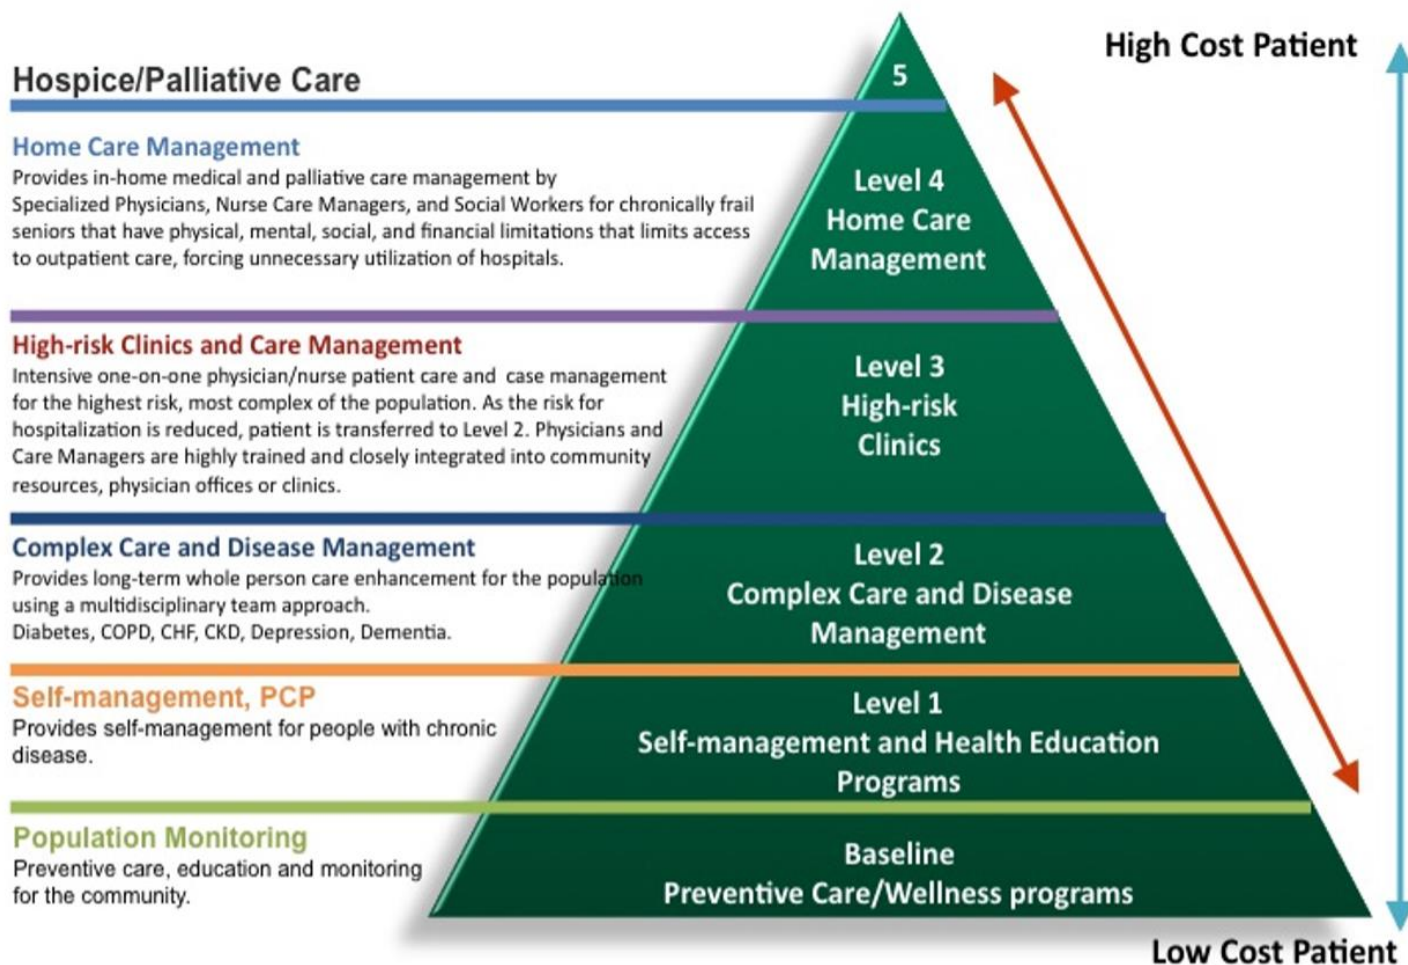 High Cost Patient
Hospice/Palliative Care
5
Home Care Management
Provides in-home medical and palliative care management by
Specialized Physicians, Nurse Care Managers, and Social Workers for chronically frail
seniors that have physical, mental, social, and financial limitations that limits access
to outpatient care, forcing unnecessary utilization of hospitals.
Level 4
Home Care
Management
High-risk Clinics and Care Management
Intensive one-on-one physician/nurse patient care and case management
for the highest risk, most complex of the population. As the risk for
hospitalization is reduced, patient is transferred to Level 2. Physicians and
Care Managers are highly trained and closely integrated into community
resources, physician offices or clinics.
Level 3
High-risk
Clinics
Complex Care and Disease Management
Provides long-term whole person care enhancement for the population
using a multidisciplinary team approach.
Diabetes, COPD, CHF, CKD, Depression, Dementia.
Level 2
Complex Care and Disease
Management
Self-management, PCP
Provides self-management for people with chronic
disease.
Level 1
Self-management and Health Education
Programs
Population Monitoring
Preventive care, education and monitoring
for the community.
Baseline
Preventive Care/Wellness programs
Low Cost Patient